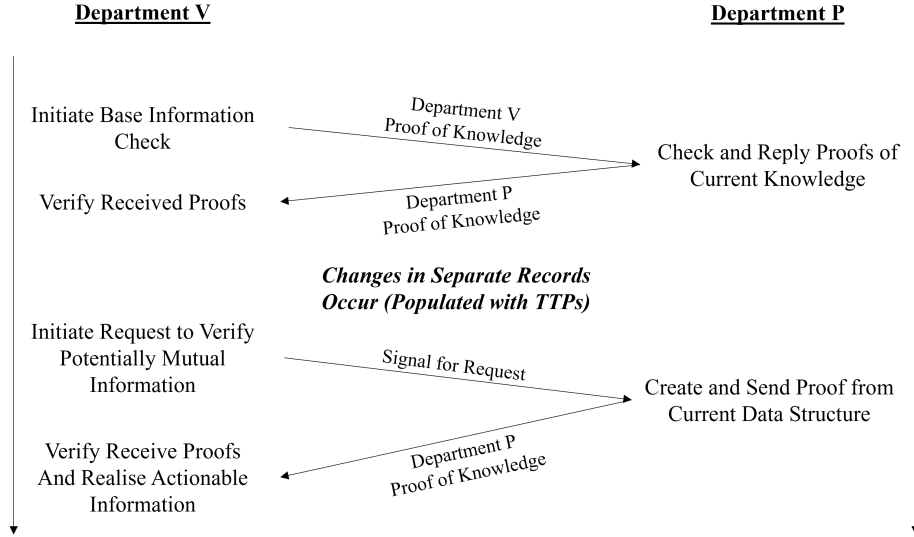 Department V
Department P
Initiate Base Information
Check
Department V
Proof of Knowledge
Check and Reply Proofs of
Current Knowledge
Verify Received Proofs
Department P
Proof of Knowledge
Changes in Separate Records
Occur (Populated with TTPs)
Initiate Request to Verify
Potentially Mutual
Information
Signal for Request
Create and Send Proof from
Current Data Structure
Verify Receive Proofs
And Realise Actionable
Information
Department P
Proof of Knowledge